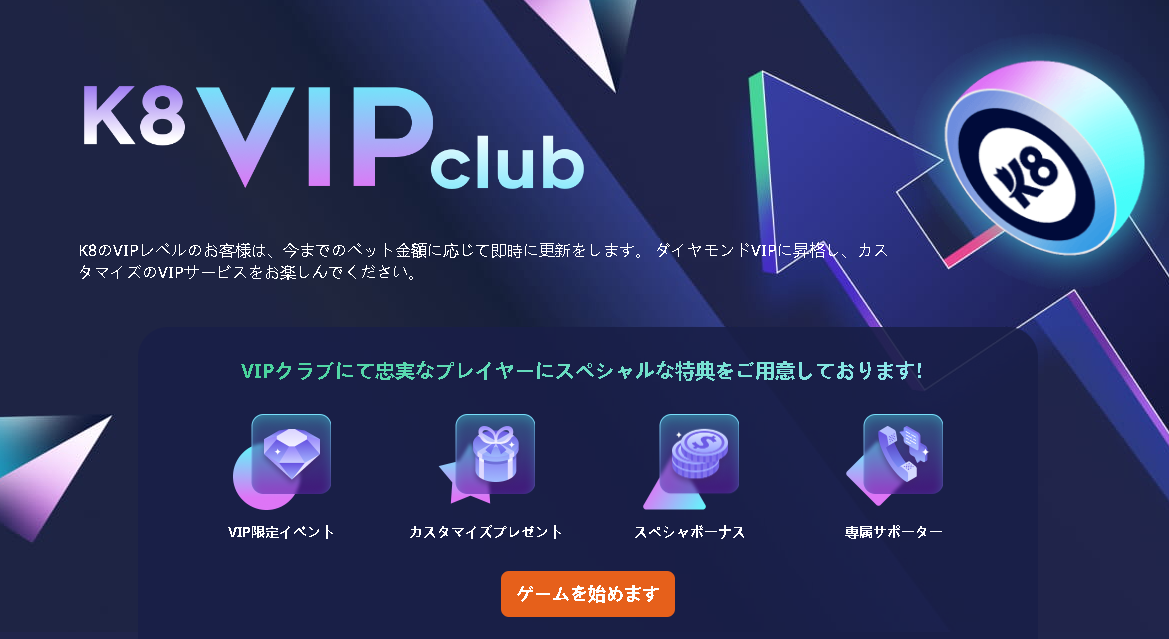 K8 VIP club
K8のVIPレベルのお客様は、今までのベット金額に応じて即時に更新をします。 ダイヤモンドVIPに昇格し、カス
タマイズのVIPサービスをお楽しんでください。
K8
VIPクラブにて忠実なプレイヤーにスペシャルな特典をご用意しております!
VIP限定イベント
カスタマイズプレゼント
スペシャボーナス
専属サポーター
ゲームを始めます